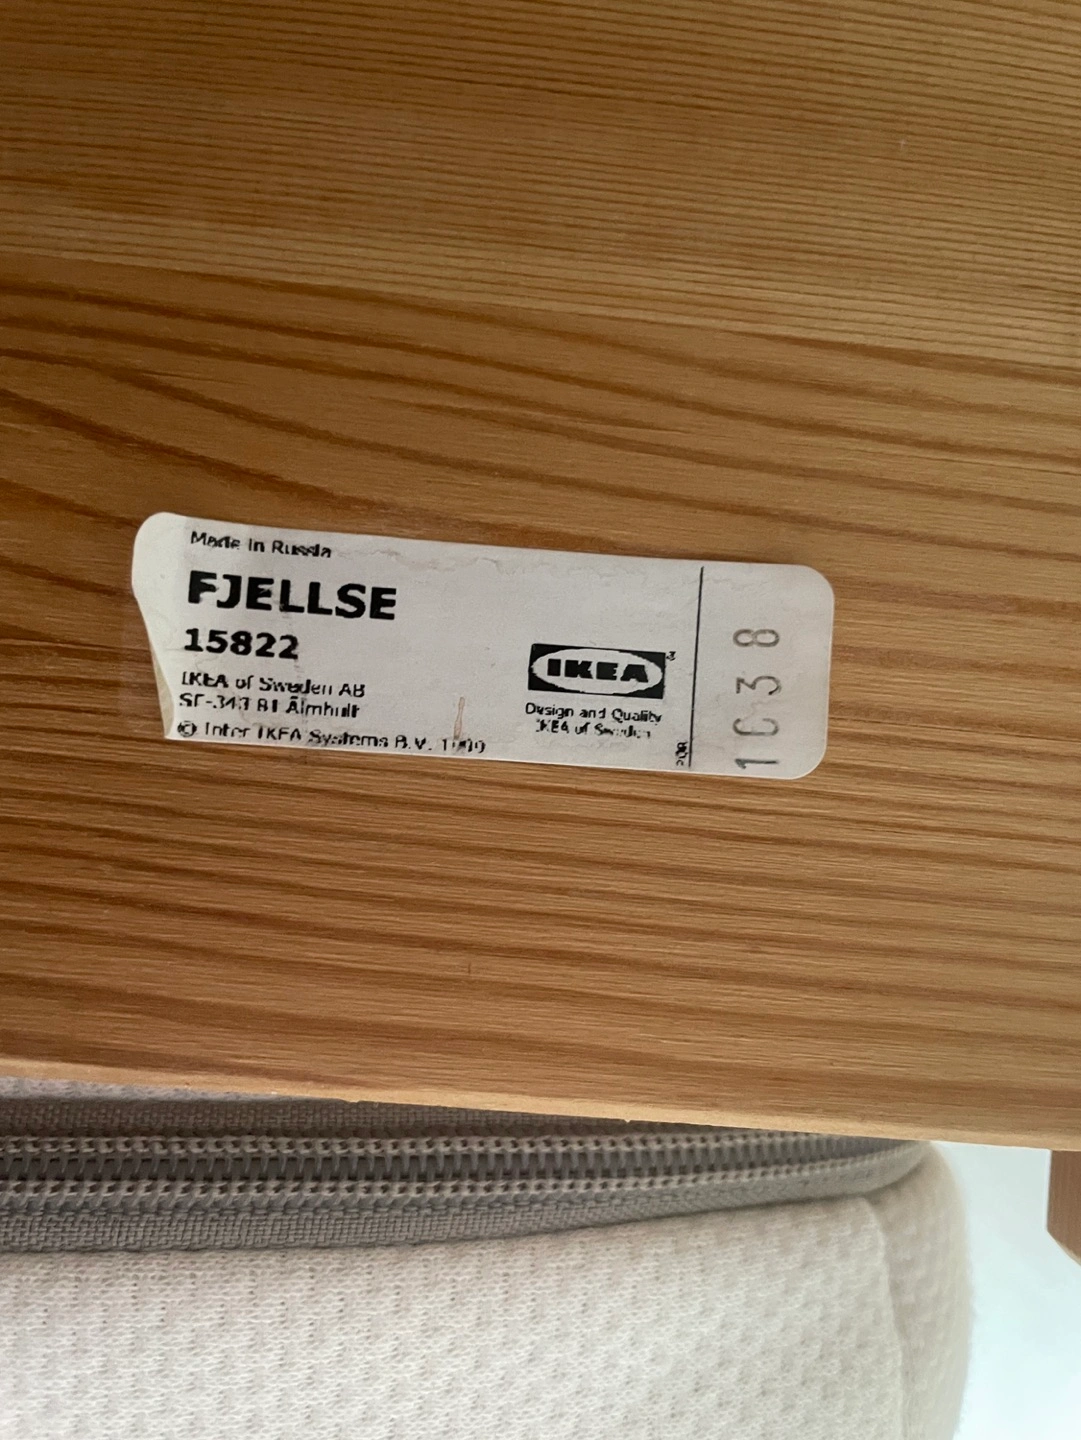 Made in Russia
FJELLSE
15822
IKEA of Sweden AB
SE-343 81 Älmhult
© Inter IKEA Systems B.V. 1999
IKEA®
Design and Quality
IKEA of Sweden
1638